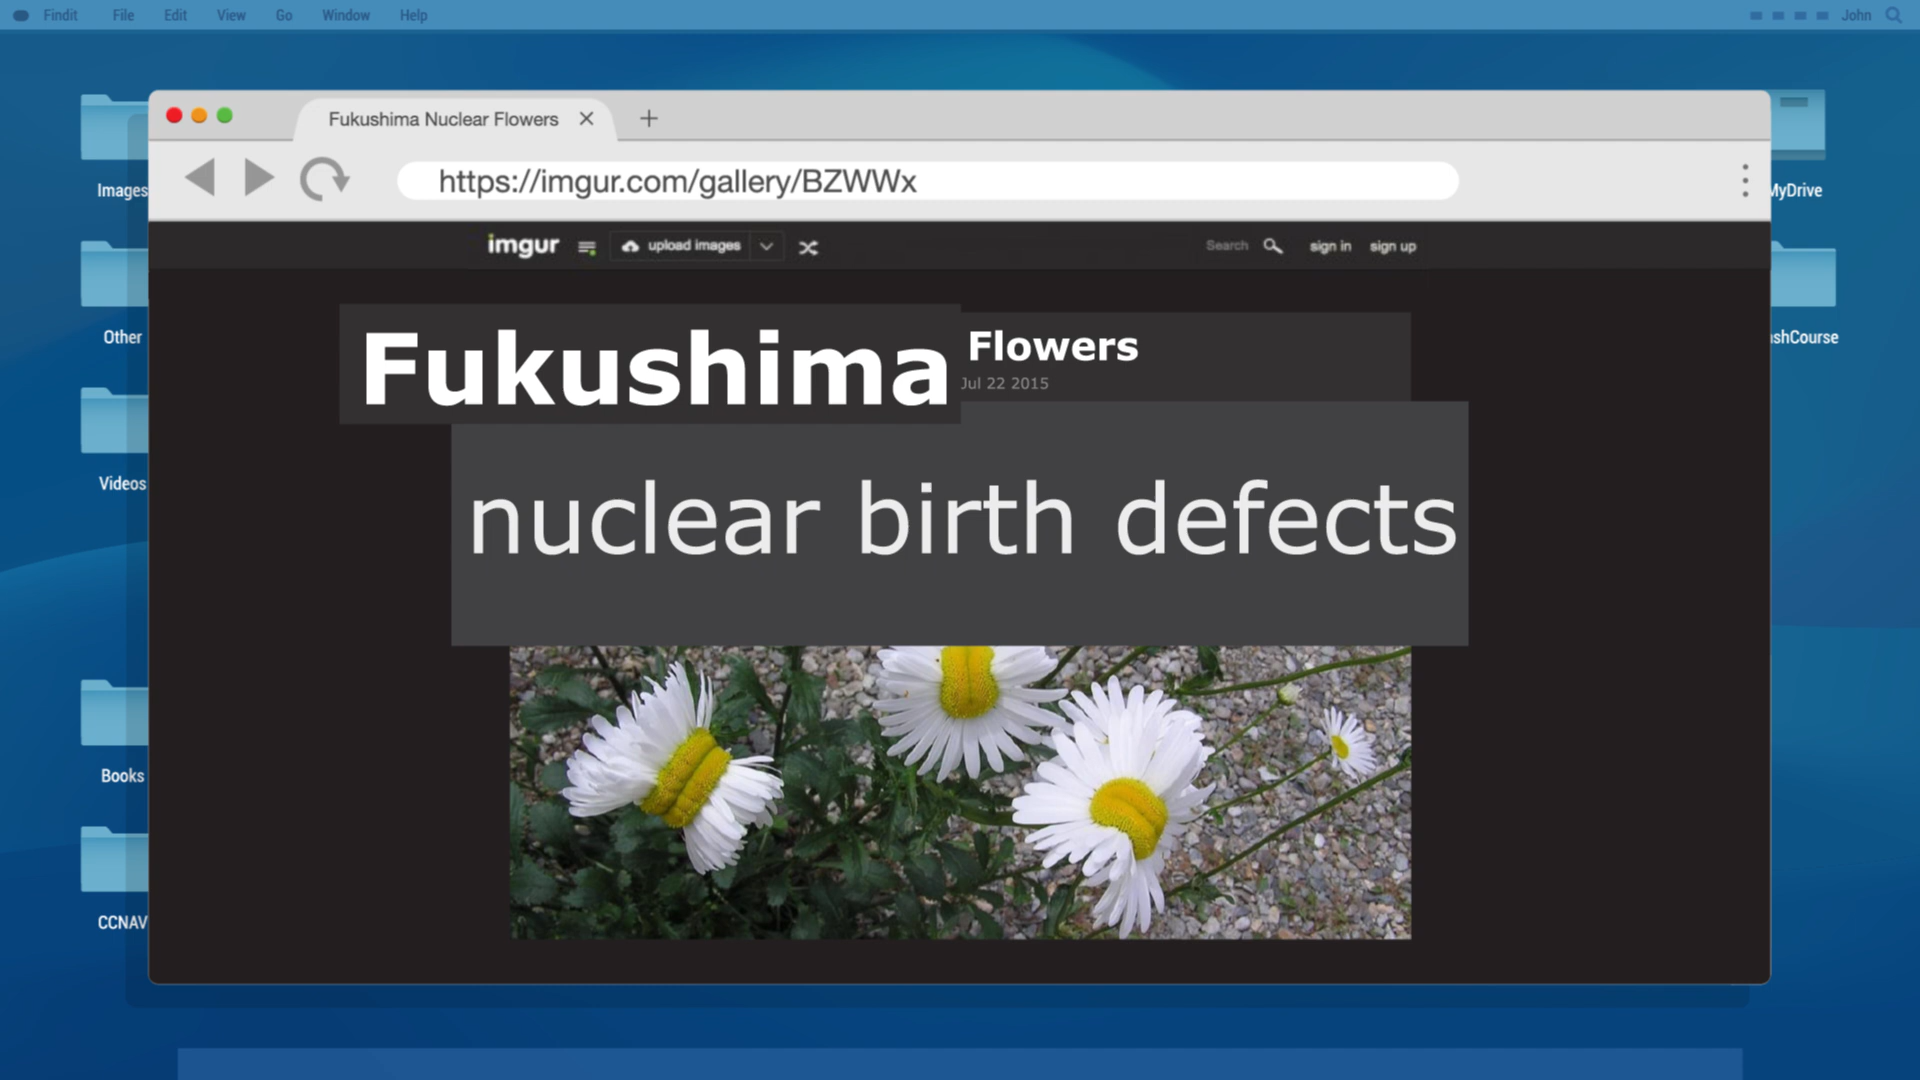 Findit File Edit View Go Window Help John
Fukushima Nuclear Flowers
https://imgur.com/gallery/BZWWx
Images
MyDrive
imgur upload images Search sign in sign up
Other
shCourse
Fukushima Flowers
Jul 22 2015
nuclear birth defects
Videos
Books
CCNAV